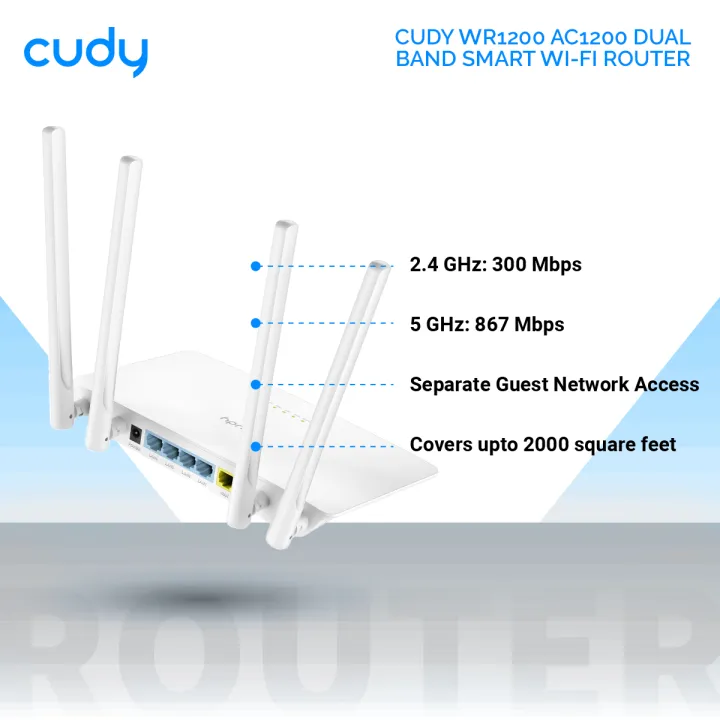 cudy
CUDY WR1200 AC1200 DUAL
BAND SMART WI-FI ROUTER
2.4 GHz: 300 Mbps
5 GHz: 867 Mbps
Separate Guest Network Access
Covers upto 2000 square feet
ROUTER